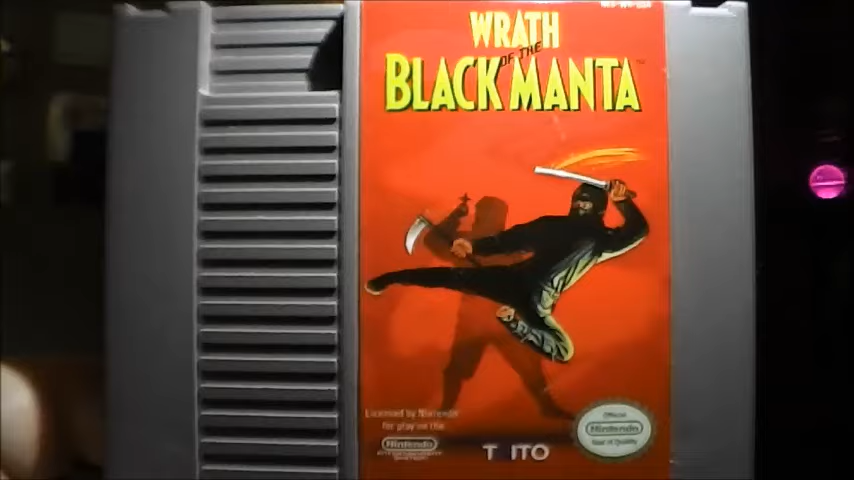 WRATH
OF THE
BLACK MANTA
™
Licensed by Nintendo
for play on the
Nintendo
T ITO
Official
Nintendo
Seal of Quality